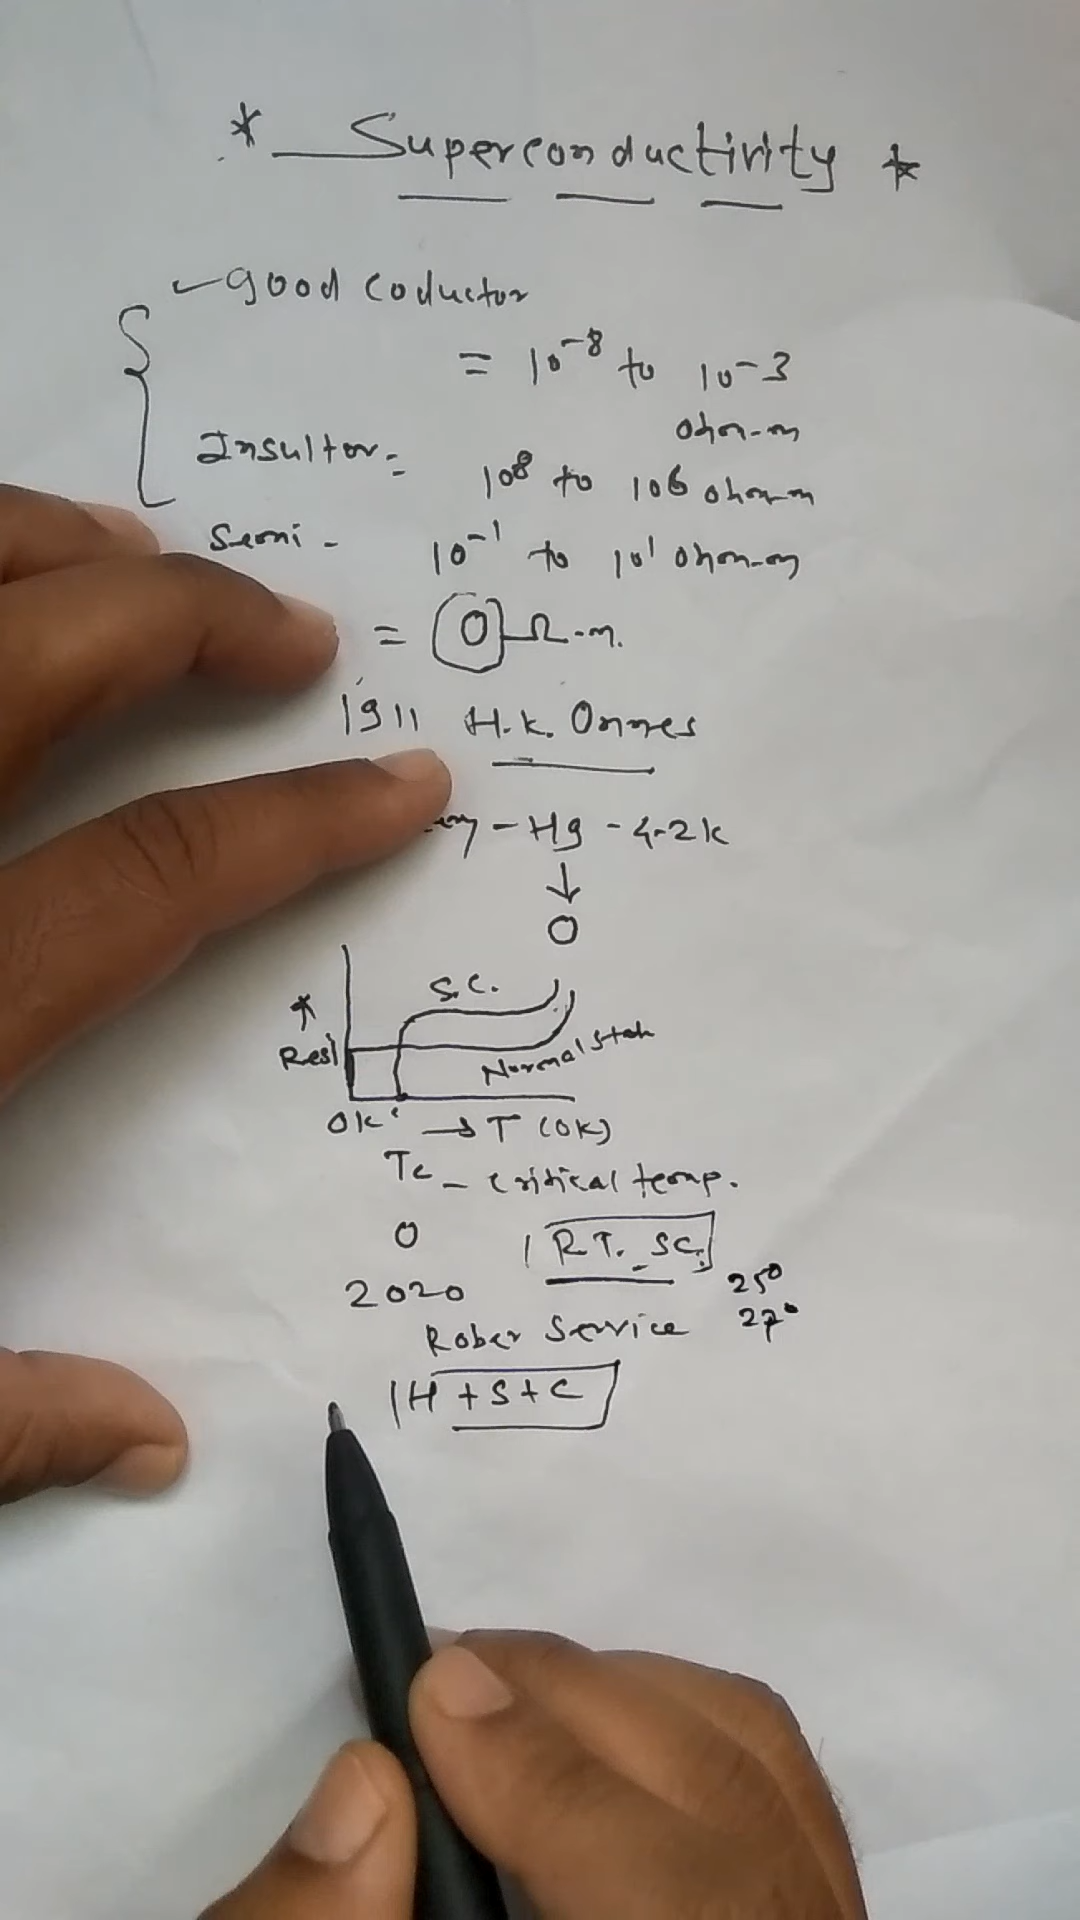 * Superconductivity *
good coductor
= 10-8 to 10-3
ohm-m
Insultor = 108 to 106 ohm-m
Semi - 10-1 to 101 ohm-m
= 0 Ω-m.
1911 H.K. Onnes
- Hg - 4.2k
↓
0
S.C.
Res
Normal
0k → T (0K)
Tc - critical temp.
0 R.T. SC.
2020 25°
Rober Service 27°
H + S + C